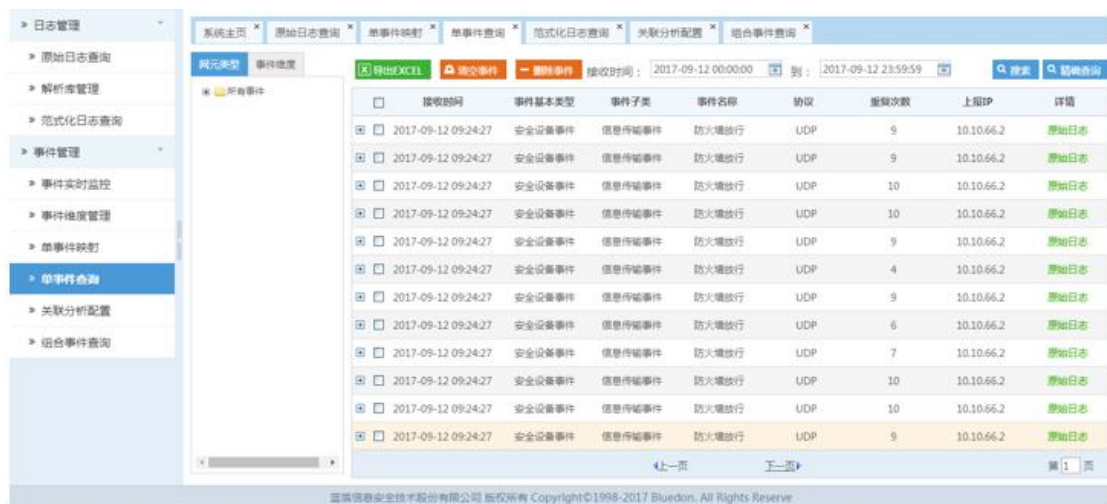 » 日志管理
» 原始日志查询
» 解析库管理
» 范式化日志查询
» 事件管理
» 事件实时监控
» 事件维度管理
» 单事件映射
» 单事件查询
» 关联分析配置
» 组合事件查询
系统主页 × 原始日志查询 × 单事件映射 × 单事件查询 × 范式化日志查询 × 关联分析配置 × 组合事件查询 ×
网元类型 事件维度
所有事件
导出EXCEL 清空事件 删除事件 接收时间： 2017-09-12 00:00:00 到： 2017-09-12 23:59:59 搜索 精确查询
接收时间 事件基本类型 事件子类 事件名称 协议 重复次数 上报IP 详情
2017-09-12 09:24:27 安全设备事件 信息传输事件 防火墙放行 UDP 9 10.10.66.2 原始日志
2017-09-12 09:24:27 安全设备事件 信息传输事件 防火墙放行 UDP 9 10.10.66.2 原始日志
2017-09-12 09:24:27 安全设备事件 信息传输事件 防火墙放行 UDP 10 10.10.66.2 原始日志
2017-09-12 09:24:27 安全设备事件 信息传输事件 防火墙放行 UDP 10 10.10.66.2 原始日志
2017-09-12 09:24:27 安全设备事件 信息传输事件 防火墙放行 UDP 9 10.10.66.2 原始日志
2017-09-12 09:24:27 安全设备事件 信息传输事件 防火墙放行 UDP 4 10.10.66.2 原始日志
2017-09-12 09:24:27 安全设备事件 信息传输事件 防火墙放行 UDP 9 10.10.66.2 原始日志
2017-09-12 09:24:27 安全设备事件 信息传输事件 防火墙放行 UDP 6 10.10.66.2 原始日志
2017-09-12 09:24:27 安全设备事件 信息传输事件 防火墙放行 UDP 7 10.10.66.2 原始日志
2017-09-12 09:24:27 安全设备事件 信息传输事件 防火墙放行 UDP 10 10.10.66.2 原始日志
2017-09-12 09:24:27 安全设备事件 信息传输事件 防火墙放行 UDP 10 10.10.66.2 原始日志
2017-09-12 09:24:27 安全设备事件 信息传输事件 防火墙放行 UDP 9 10.10.66.2 原始日志
上一页 下一页 第 1 页
蓝盾信息安全技术股份有限公司 版权所有 Copyright©1998-2017 Bluedon. All Rights Reserve